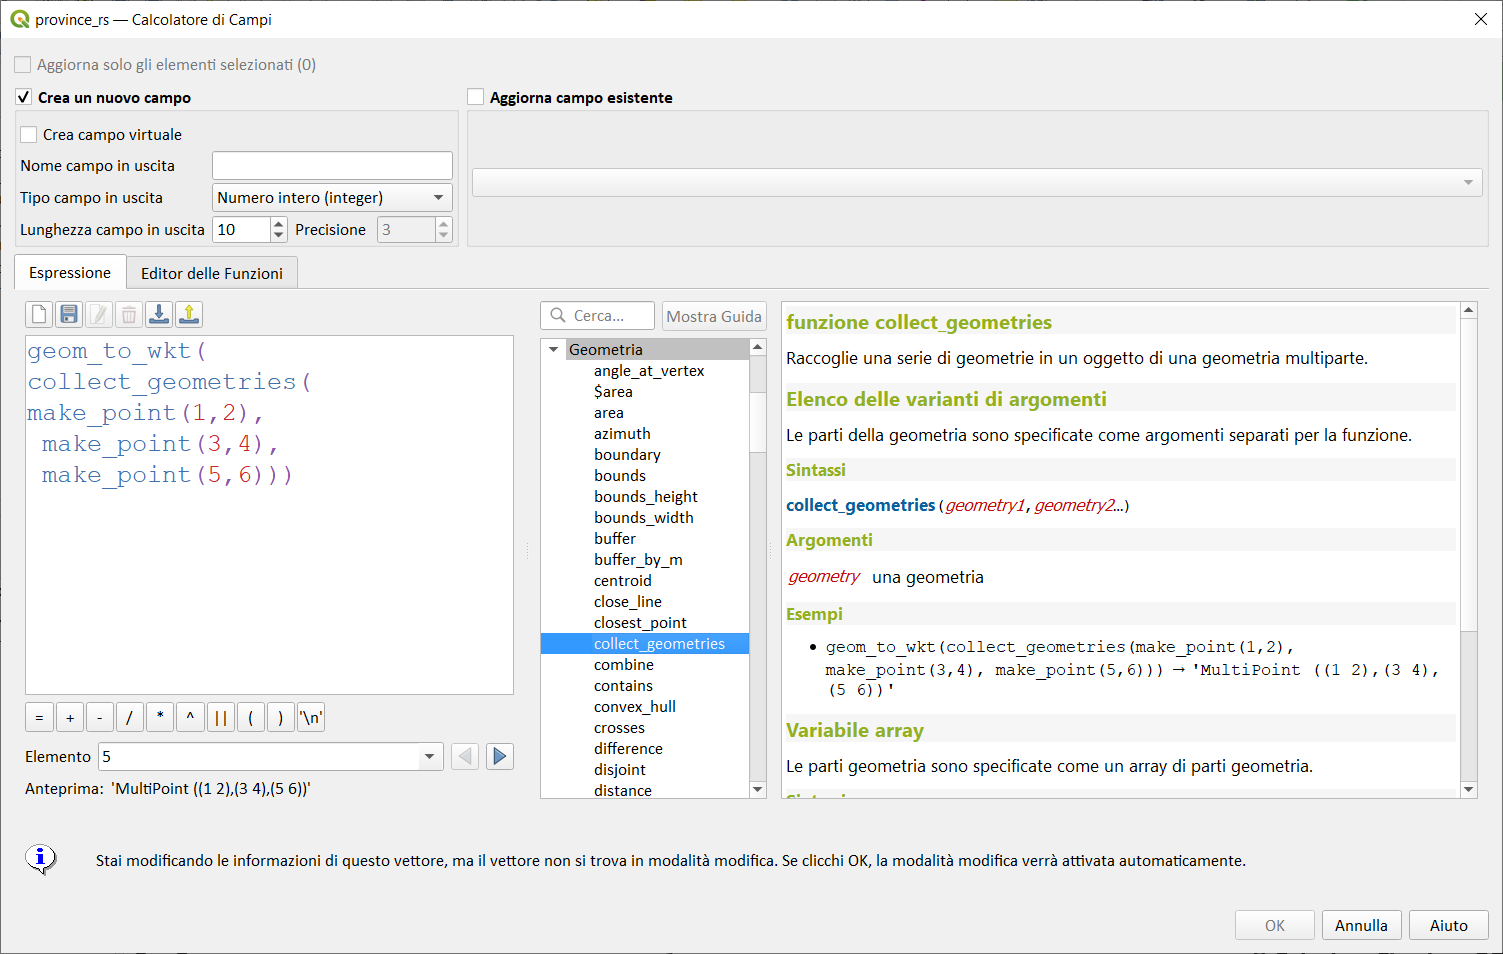 province_rs — Calcolatore di Campi
Aggiorna solo gli elementi selezionati (0)
Crea un nuovo campo
Aggiorna campo esistente
Crea campo virtuale
Nome campo in uscita
Tipo campo in uscita Numero intero (integer)
Lunghezza campo in uscita 10 Precisione 3
Espressione Editor delle Funzioni
geom_to_wkt(
collect_geometries(
make_point(1,2),
make_point(3,4),
make_point(5,6)))
= + - / * ^ || ( ) '\n'
Elemento 5
Anteprima: 'MultiPoint ((1 2),(3 4),(5 6))'
Cerca... Mostra Guida
Geometria
angle_at_vertex
$area
area
azimuth
boundary
bounds
bounds_height
bounds_width
buffer
buffer_by_m
centroid
close_line
closest_point
collect_geometries
combine
contains
convex_hull
crosses
difference
disjoint
distance
funzione collect_geometries
Raccoglie una serie di geometrie in un oggetto di una geometria multiparte.
Elenco delle varianti di argomenti
Le parti della geometria sono specificate come argomenti separati per la funzione.
Sintassi
collect_geometries(geometry1,geometry2…)
Argomenti
geometry una geometria
Esempi
• geom_to_wkt(collect_geometries(make_point(1,2),
make_point(3,4), make_point(5,6))) → 'MultiPoint ((1 2),(3 4),
(5 6))'
Variabile array
Le parti geometria sono specificate come un array di parti geometria.
Stai modificando le informazioni di questo vettore, ma il vettore non si trova in modalità modifica. Se clicchi OK, la modalità modifica verrà attivata automaticamente.
OK Annulla Aiuto